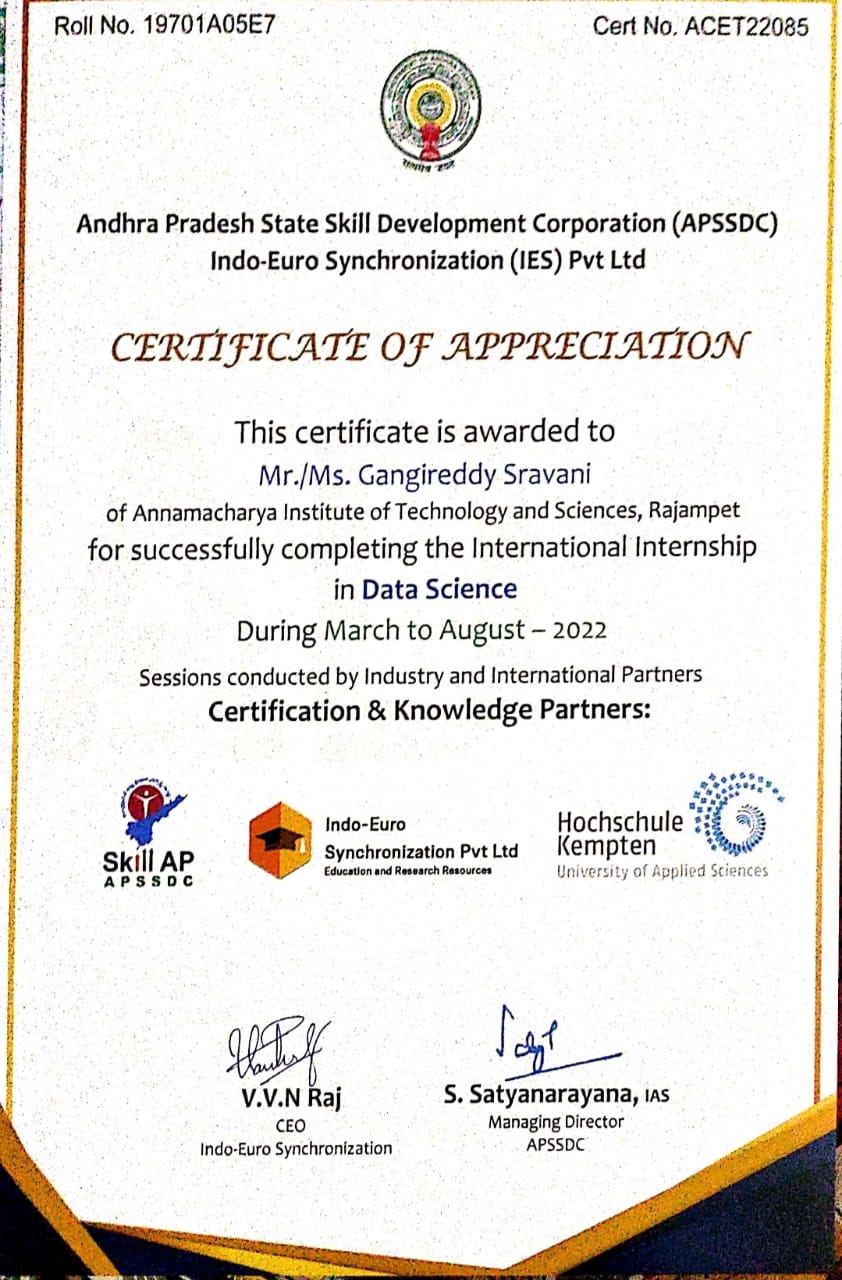 Roll No. 19701A05E7
Cert No. ACET22085
Andhra Pradesh State Skill Development Corporation (APSSDC)
Indo-Euro Synchronization (IES) Pvt Ltd
CERTIFICATE OF APPRECIATION
This certificate is awarded to
Mr./Ms. Gangireddy Sravani
of Annamacharya Institute of Technology and Sciences, Rajampet
for successfully completing the International Internship
in Data Science
During March to August – 2022
Sessions conducted by Industry and International Partners
Certification & Knowledge Partners:
Skill AP
APSSDC
Indo-Euro
Synchronization Pvt Ltd
Education and Research Resources
Hochschule
Kempten
University of Applied Sciences
V.V.N Raj
CEO
Indo-Euro Synchronization
S. Satyanarayana, IAS
Managing Director
APSSDC